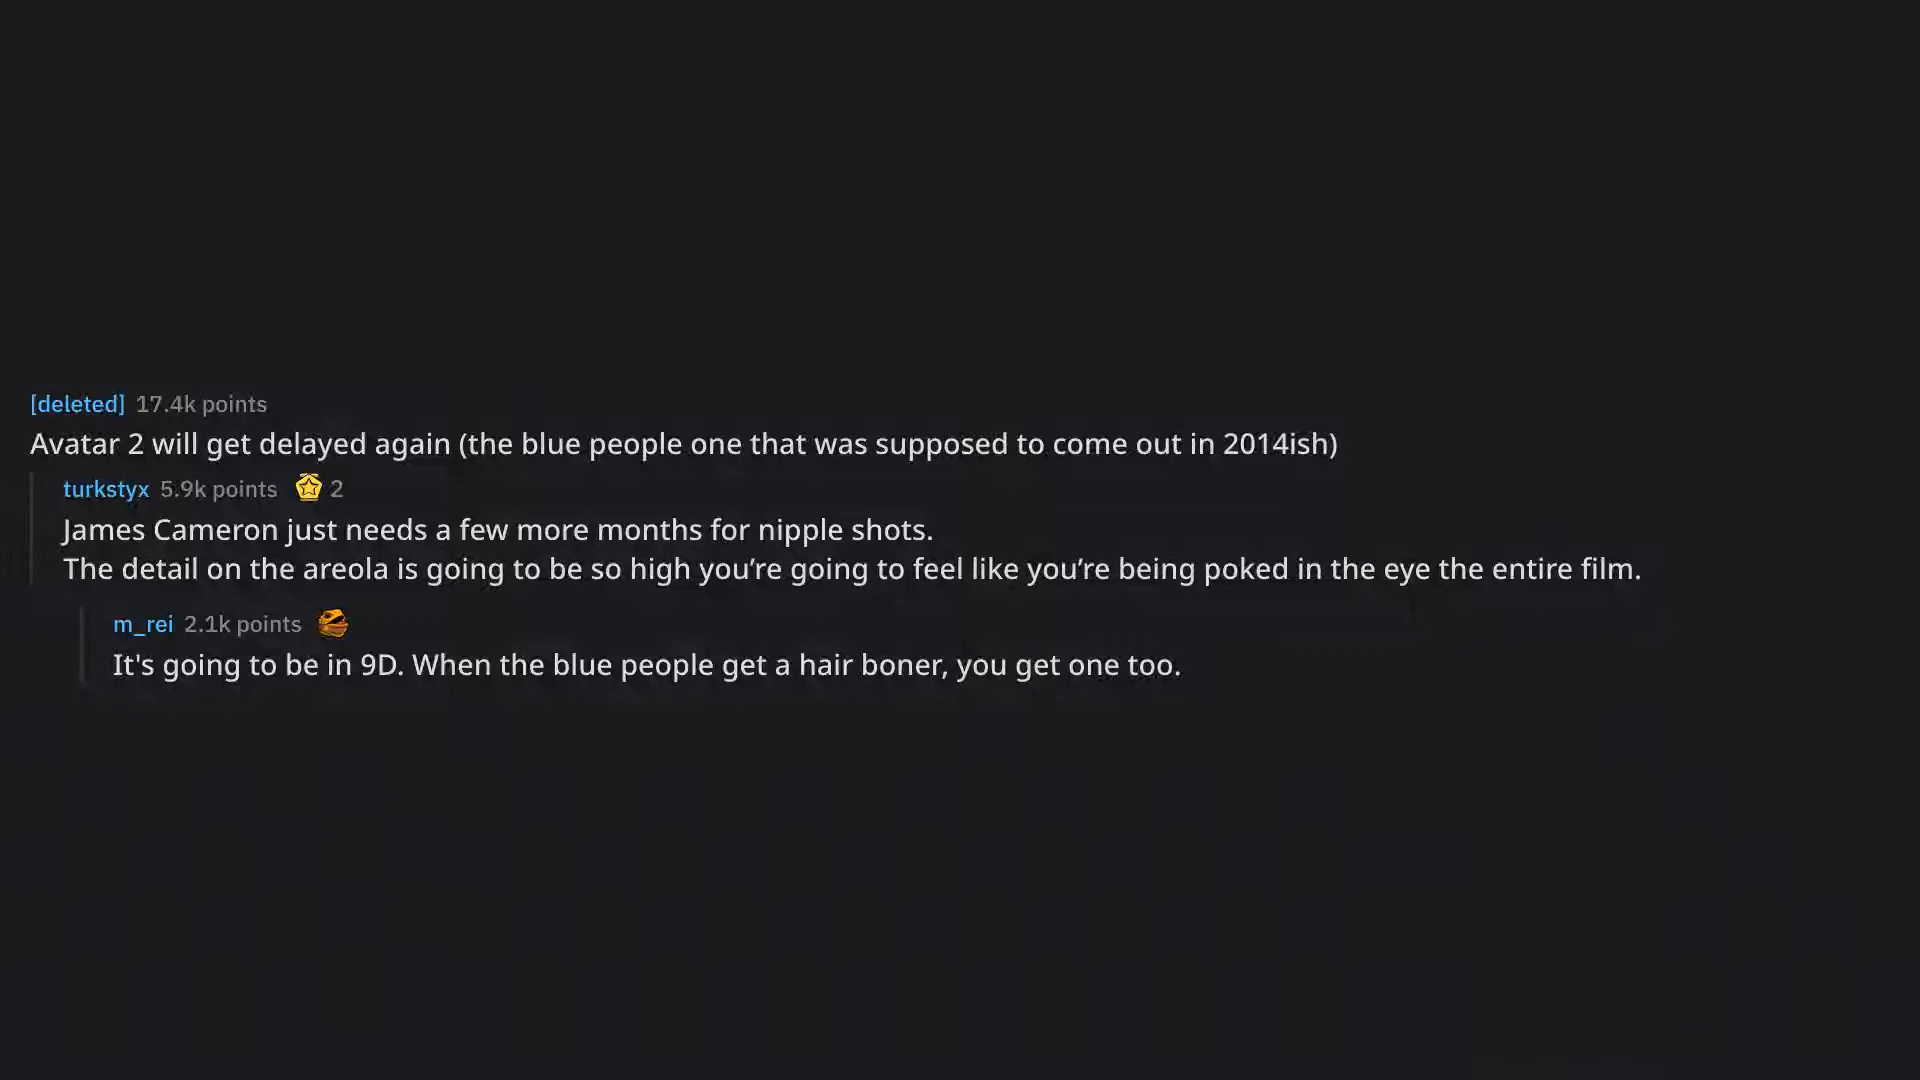 [deleted] 17.4k points
Avatar 2 will get delayed again (the blue people one that was supposed to come out in 2014ish)
turkstyx 5.9k points 2
James Cameron just needs a few more months for nipple shots.
The detail on the areola is going to be so high you’re going to feel like you’re being poked in the eye the entire film.
m_rei 2.1k points
It's going to be in 9D. When the blue people get a hair boner, you get one too.